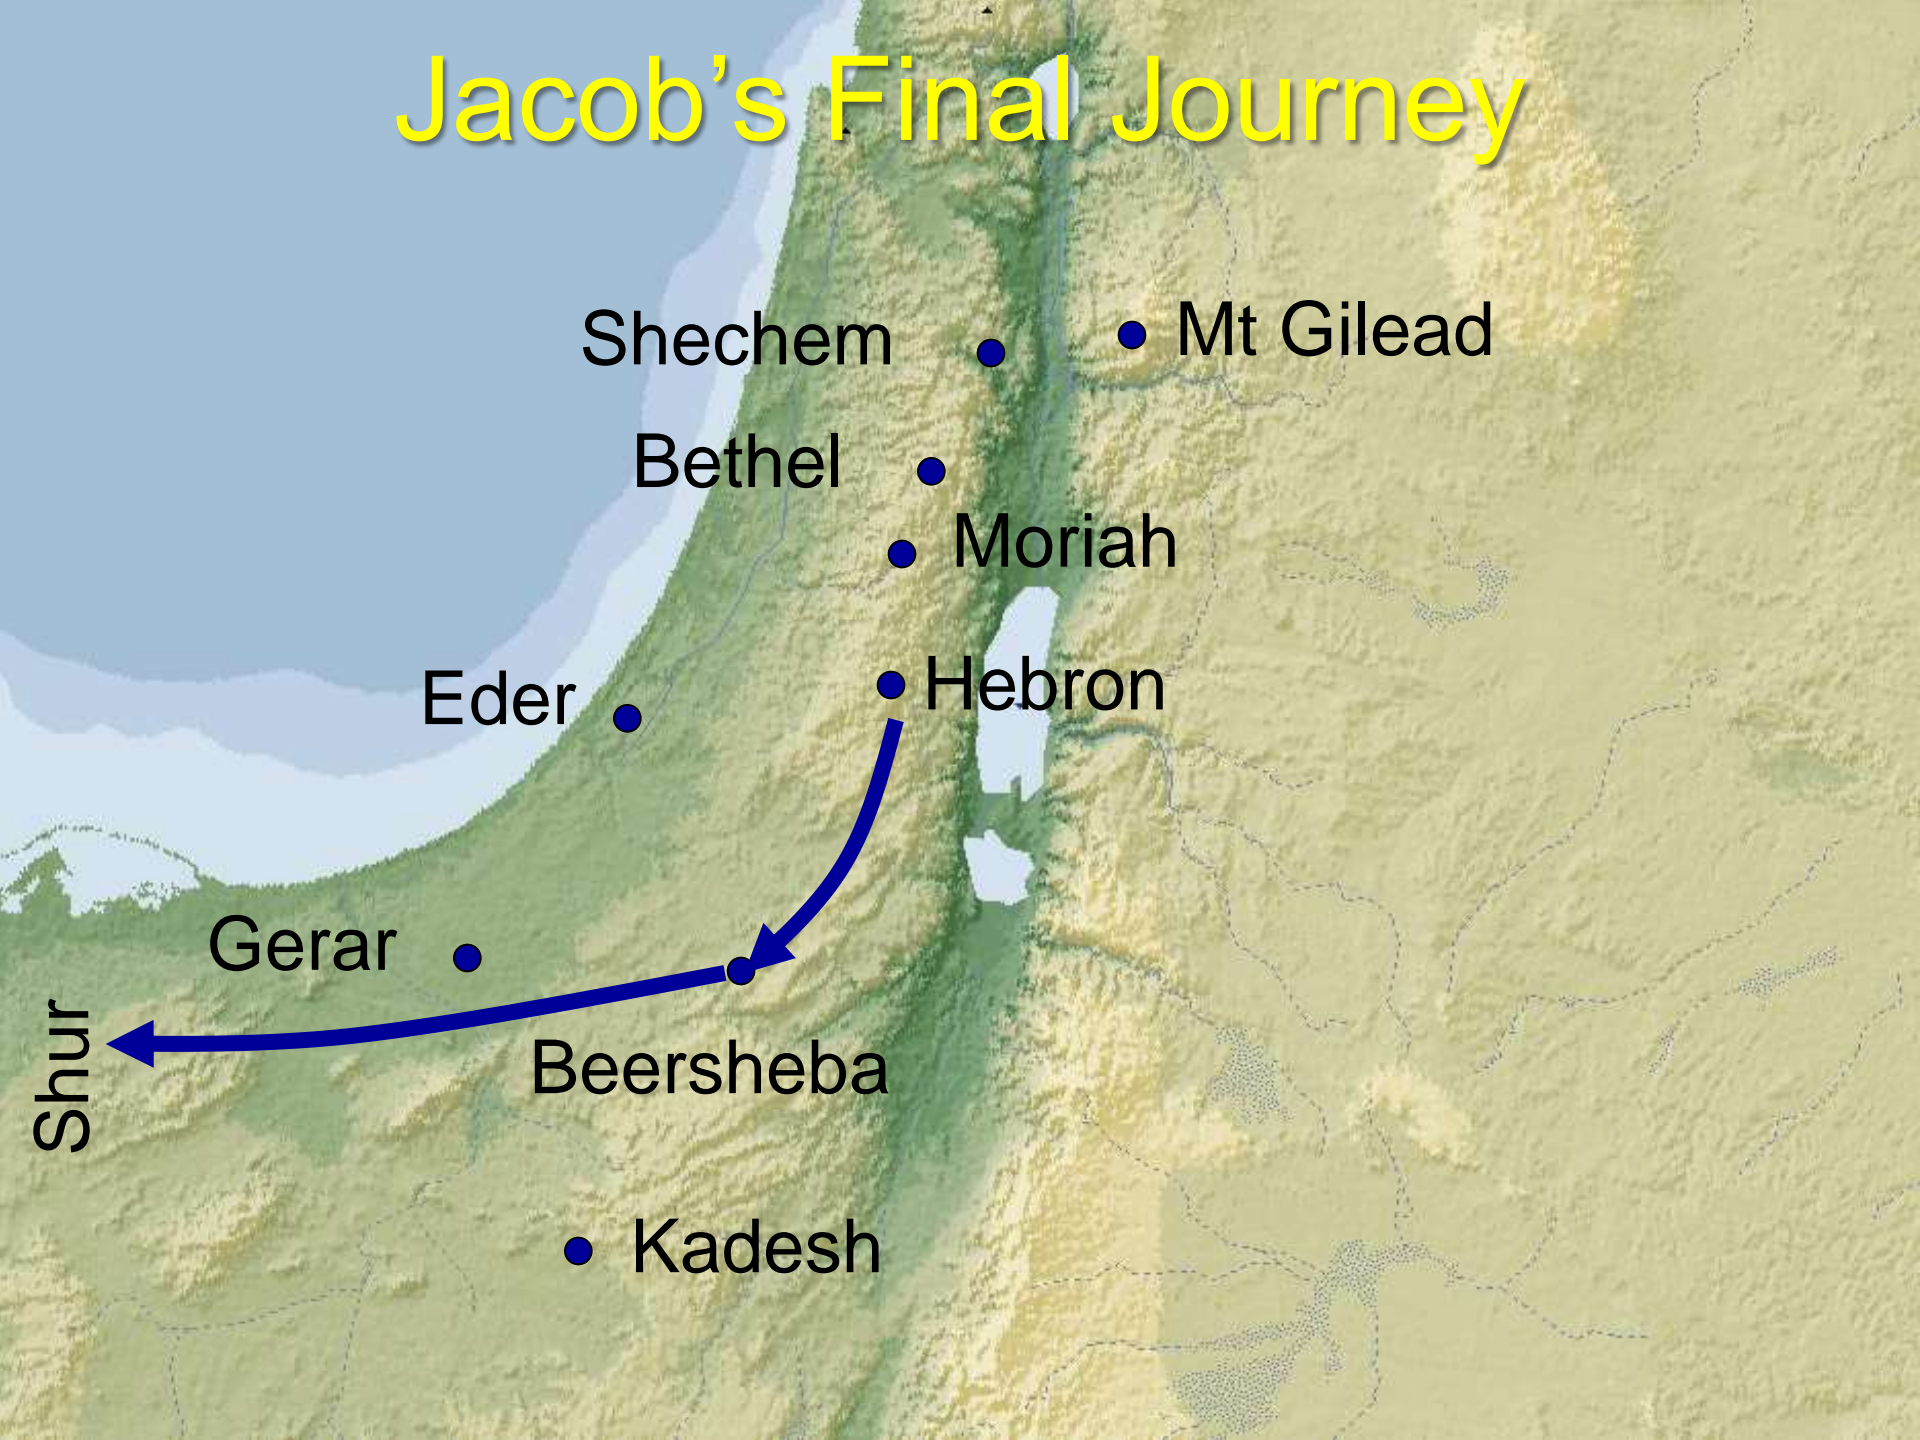 Jacob’s Final Journey
Shechem
Mt Gilead
Bethel
Moriah
Eder
Hebron
Gerar
Shur
Beersheba
Kadesh